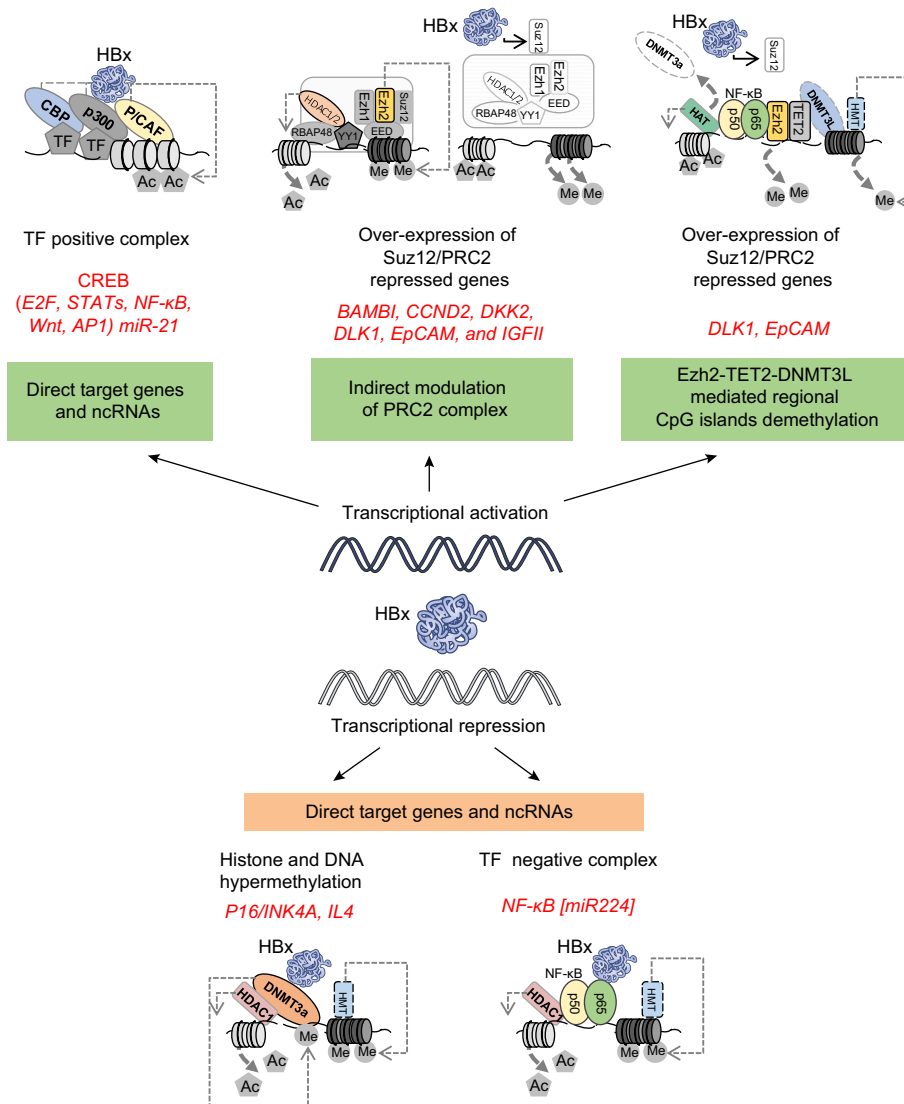 HBx
CBP
p300
P/CAF
TF
TF
Ac
Ac
TF positive complex
CREB
(E2F, STATs, NF-κB,
Wnt, AP1) miR-21
Direct target genes
and ncRNAs
HBx
Suz12
HDAC1/2
Ezh1
Ezh2
Suz12
RBAP48
YY1
EED
Me
Me
Ac
Ac
HDAC1/2
Ezh1
Ezh2
RBAP48
YY1
EED
Ac
Ac
Me
Me
Over-expression of
Suz12/PRC2
repressed genes
BAMBI, CCND2, DKK2,
DLK1, EpCAM, and IGFII
Indirect modulation
of PRC2 complex
HBx
DNMT3a
Suz12
NF-κB
HAT
p50
p65
Ezh2
TET2
DNMT3L
HMT
Ac
Ac
Me
Me
Me
Over-expression of
Suz12/PRC2
repressed genes
DLK1, EpCAM
Ezh2-TET2-DNMT3L
mediated regional
CpG islands demethylation
Transcriptional activation
HBx
Transcriptional repression
Direct target genes and ncRNAs
Histone and DNA
hypermethylation
P16/INK4A, IL4
HBx
DNMT3a
HDAC1
HMT
Me
Me
Me
Ac
Ac
TF negative complex
NF-κB [miR224]
HBx
NF-κB
HDAC1
p50
p65
HMT
Me
Me
Ac
Ac